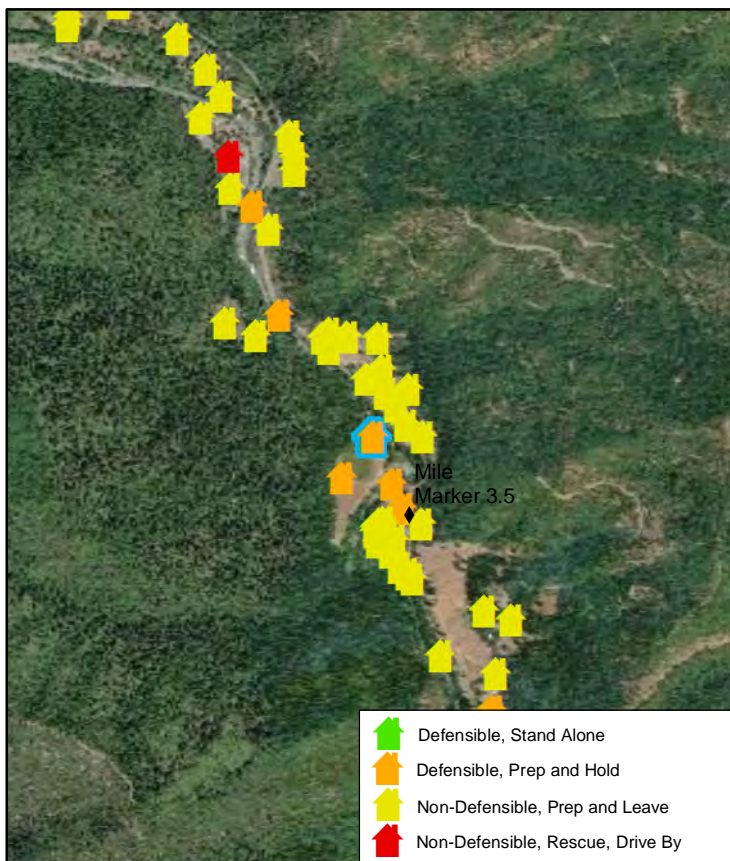 Mile
Marker 3.5
Defensible, Stand Alone
Defensible, Prep and Hold
Non-Defensible, Prep and Leave
Non-Defensible, Rescue, Drive By